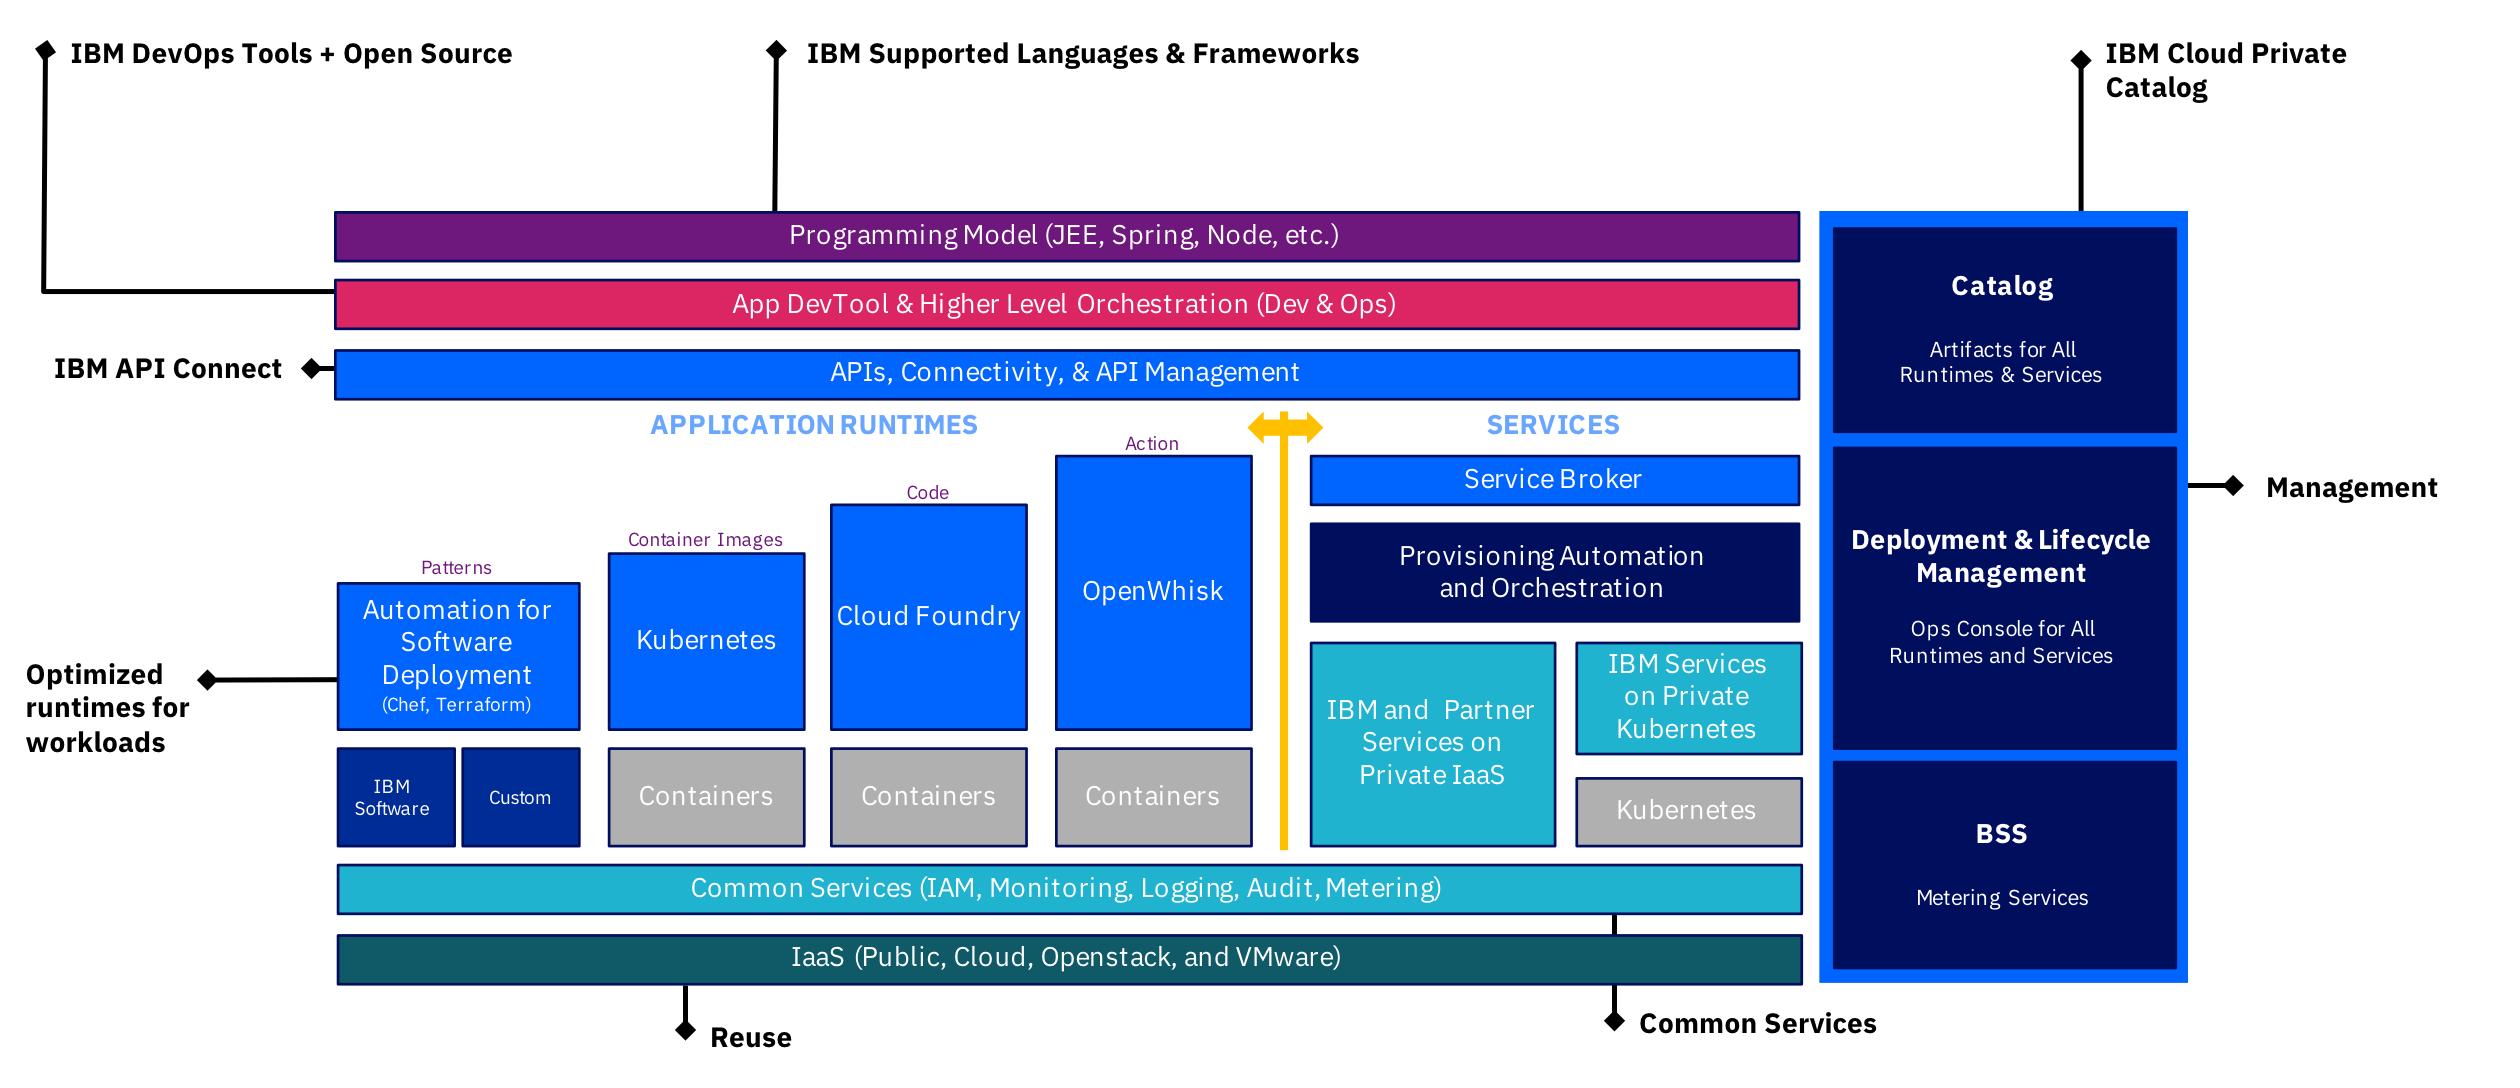 IBM DevOps Tools + Open Source
IBM Supported Languages & Frameworks
IBM Cloud Private
Catalog
Programming Model (JEE, Spring, Node, etc.)
App DevTool & Higher Level Orchestration (Dev & Ops)
IBM API Connect
APIs, Connectivity, & API Management
APPLICATION RUNTIMES
SERVICES
Patterns
Automation for
Software
Deployment
(Chef, Terraform)
IBM
Software
Custom
Container Images
Kubernetes
Containers
Code
Cloud Foundry
Containers
Action
OpenWhisk
Containers
Service Broker
Provisioning Automation
and Orchestration
IBM and Partner
Services on
Private IaaS
IBM Services
on Private
Kubernetes
Kubernetes
Optimized
runtimes for
workloads
Common Services (IAM, Monitoring, Logging, Audit, Metering)
IaaS (Public, Cloud, Openstack, and VMware)
Reuse
Common Services
Catalog
Artifacts for All
Runtimes & Services
Deployment & Lifecycle
Management
Ops Console for All
Runtimes and Services
BSS
Metering Services
Management